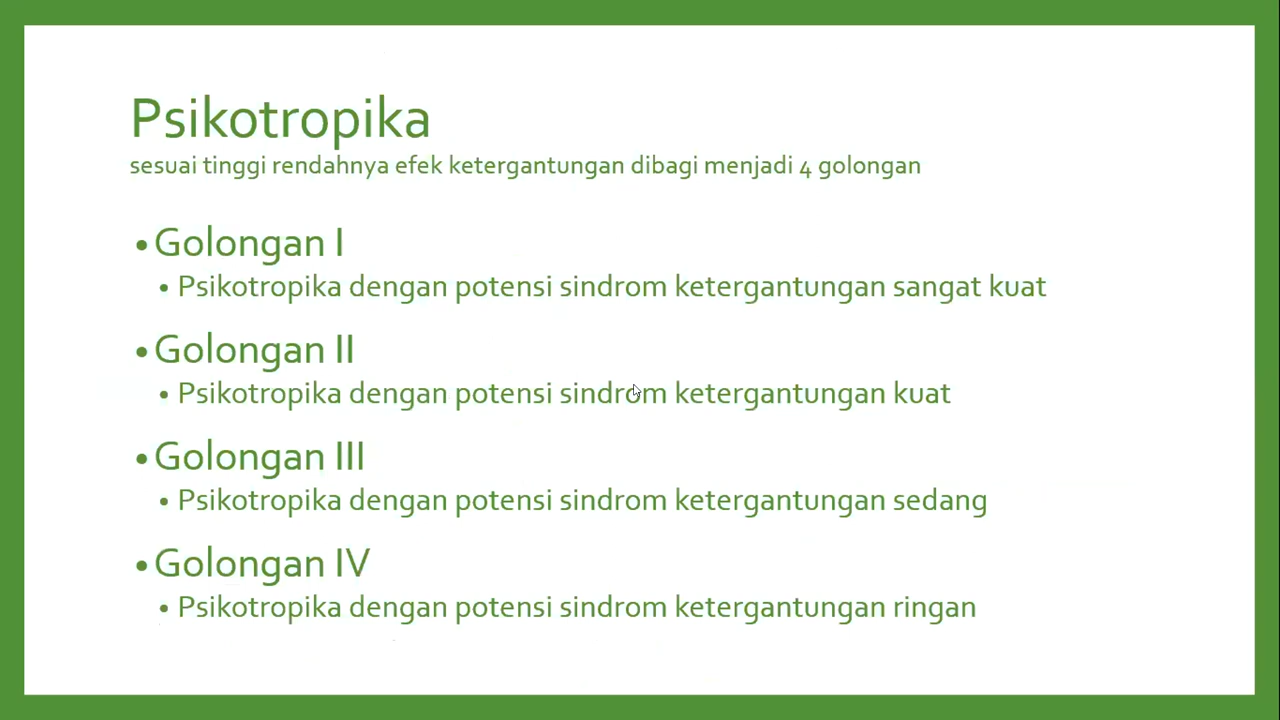 Psikotropika
sesuai tinggi rendahnya efek ketergantungan dibagi menjadi 4 golongan
• Golongan I
• Psikotropika dengan potensi sindrom ketergantungan sangat kuat
• Golongan II
• Psikotropika dengan potensi sindrom ketergantungan kuat
• Golongan III
• Psikotropika dengan potensi sindrom ketergantungan sedang
• Golongan IV
• Psikotropika dengan potensi sindrom ketergantungan ringan